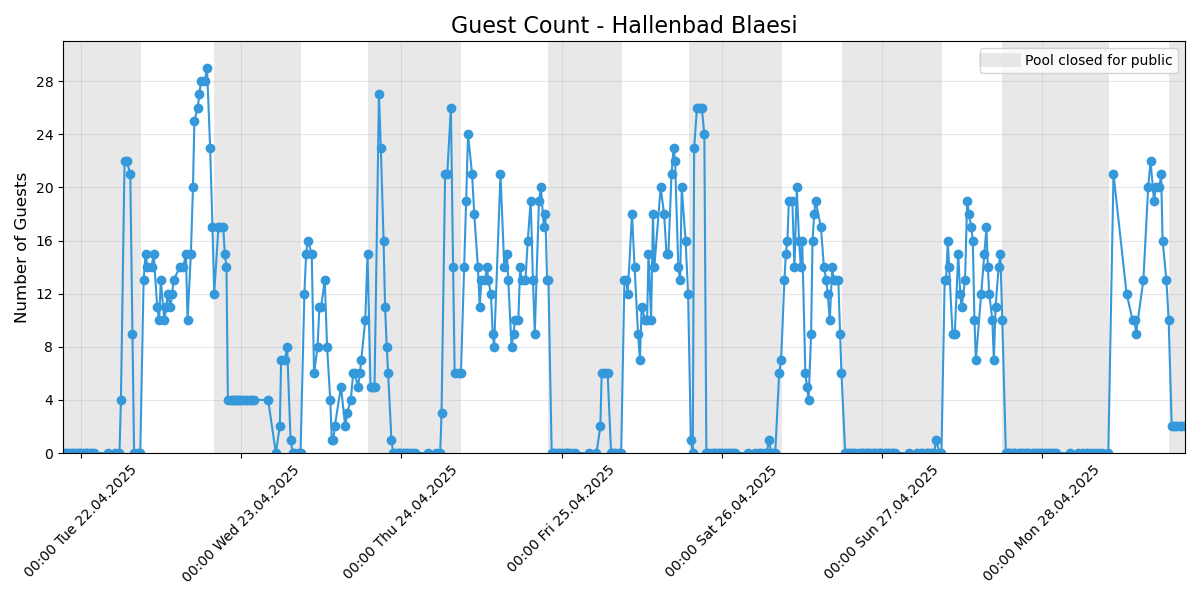 Guest Count - Hallenbad Blaesi
Pool closed for public
Number of Guests
28
24
20
16
12
8
4
0
00:00 Tue 22.04.2025
00:00 Wed 23.04.2025
00:00 Thu 24.04.2025
00:00 Fri 25.04.2025
00:00 Sat 26.04.2025
00:00 Sun 27.04.2025
00:00 Mon 28.04.2025